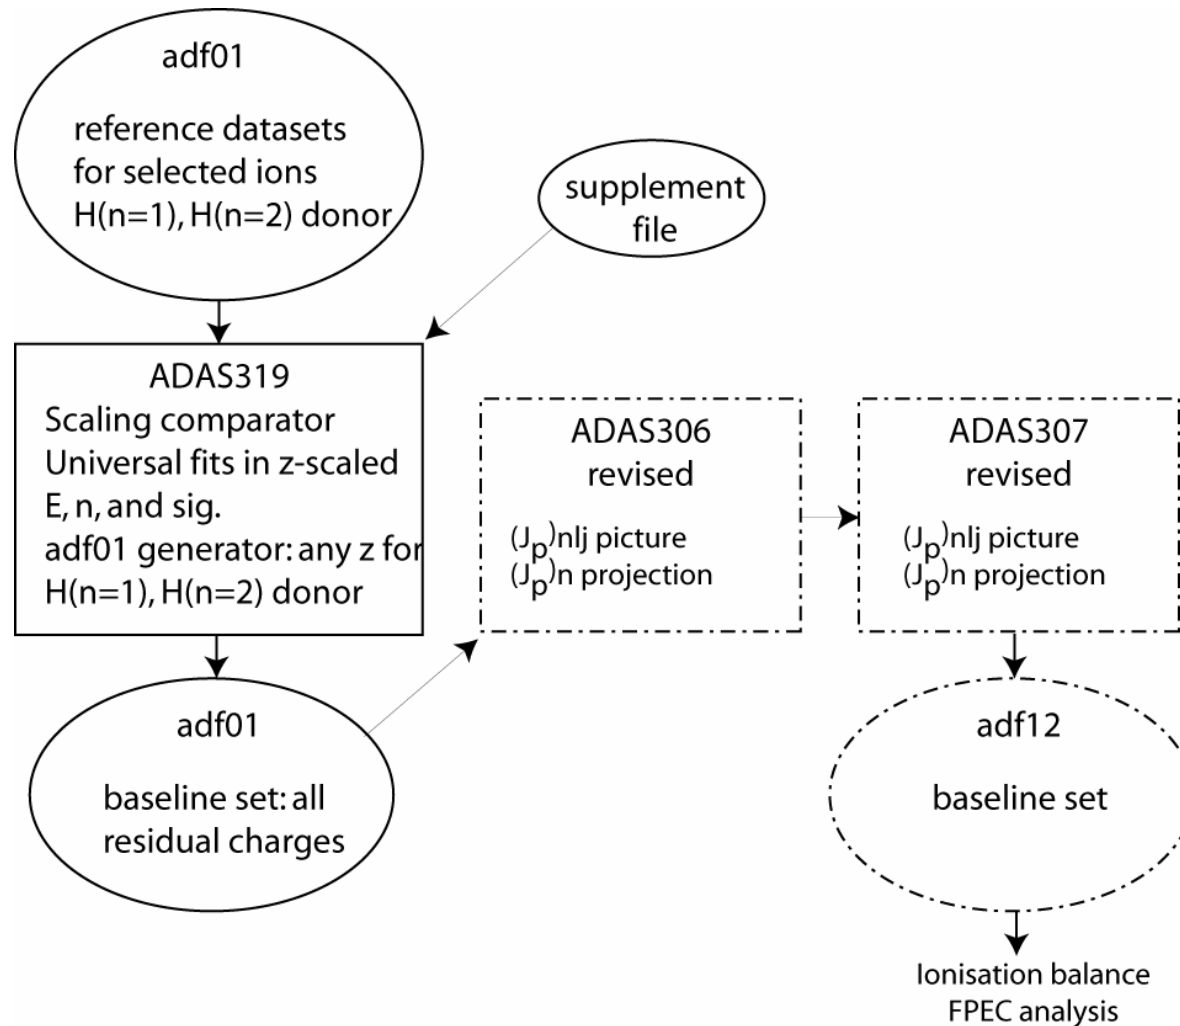 adf01
reference datasets
for selected ions
H(n=1), H(n=2) donor
supplement
file
ADAS319
Scaling comparator
Universal fits in z-scaled
E, n, and sig.
adf01 generator: any z for
H(n=1), H(n=2) donor
ADAS306
revised
(Jp)nlj picture
(Jp)n projection
ADAS307
revised
(Jp)nlj picture
(Jp)n projection
adf01
baseline set: all
residual charges
adf12
baseline set
Ionisation balance
FPEC analysis